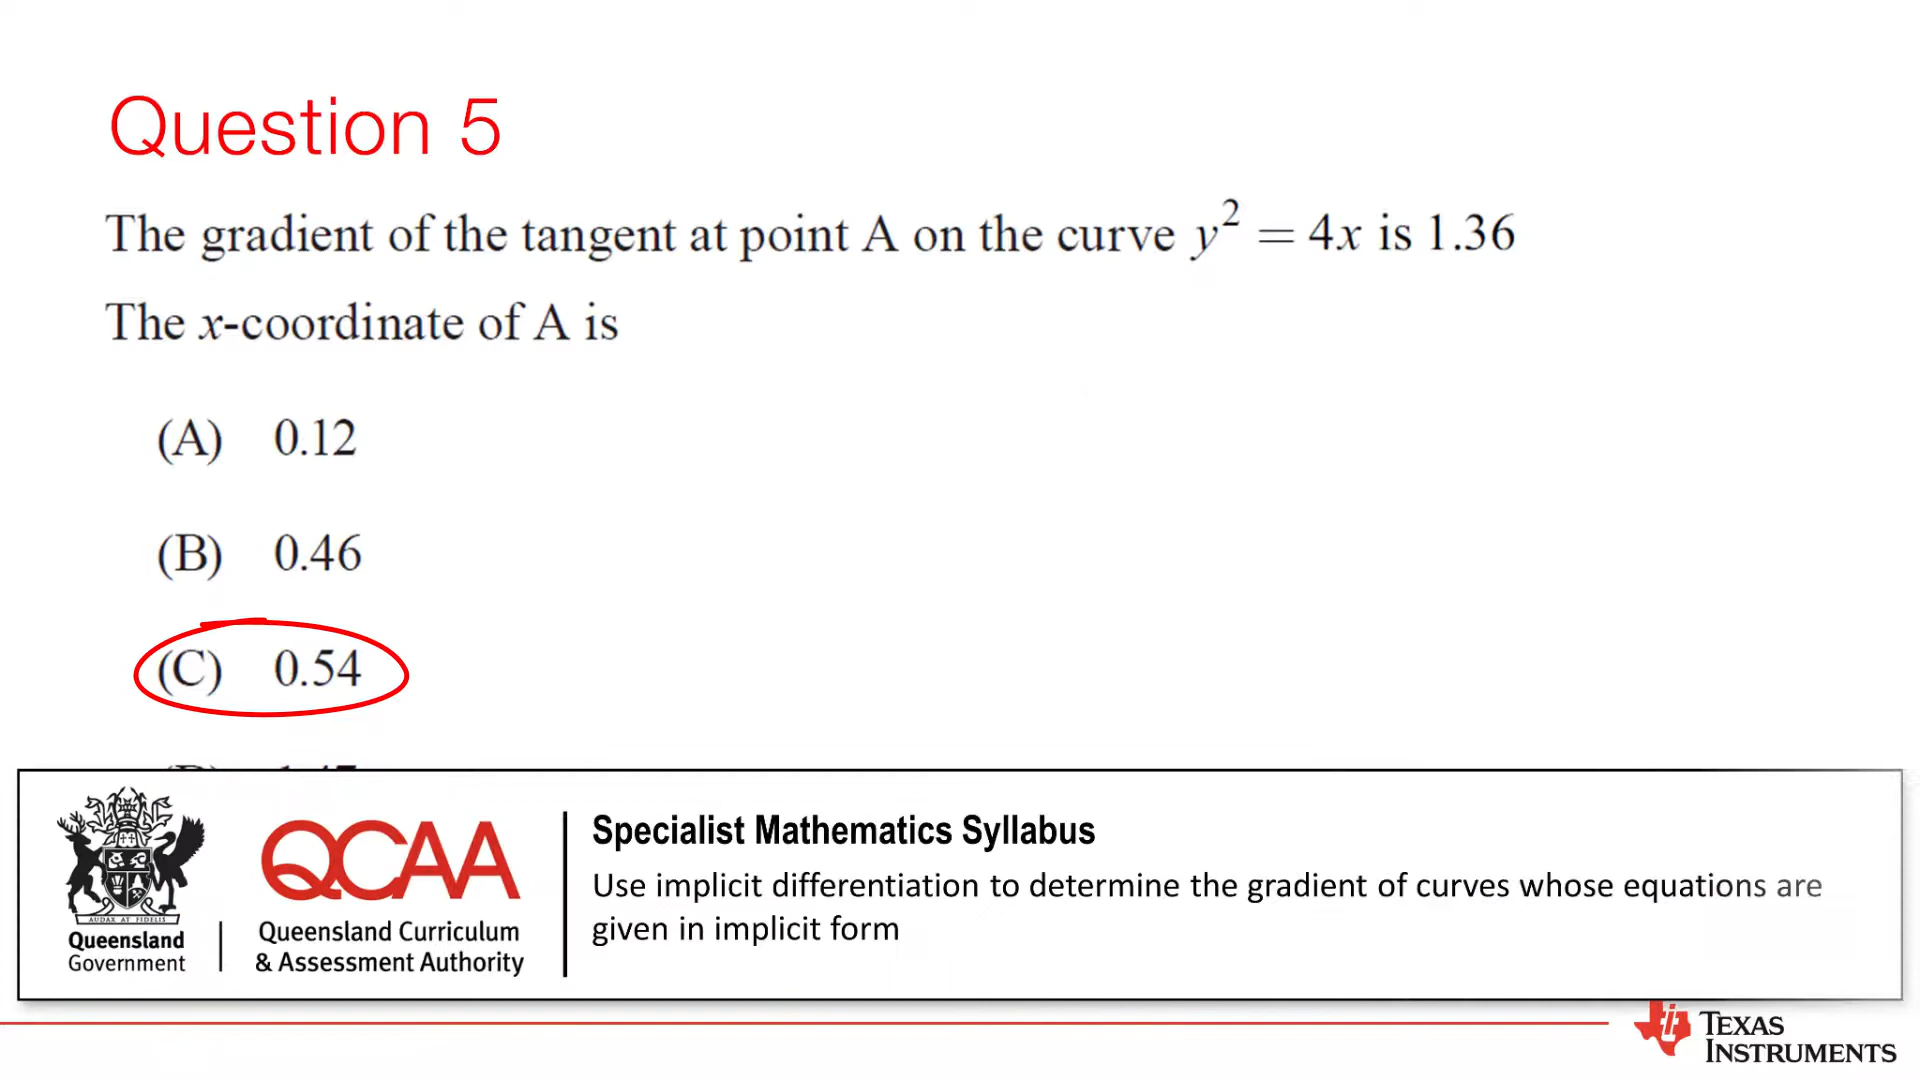 Question 5
The gradient of the tangent at point A on the curve y² = 4x is 1.36
The x-coordinate of A is
(A) 0.12
(B) 0.46
(C) 0.54
AUDAX AT FIDELIS
Queensland
Government
QCAA
Queensland Curriculum
& Assessment Authority
Specialist Mathematics Syllabus
Use implicit differentiation to determine the gradient of curves whose equations are
given in implicit form
TEXAS
INSTRUMENTS